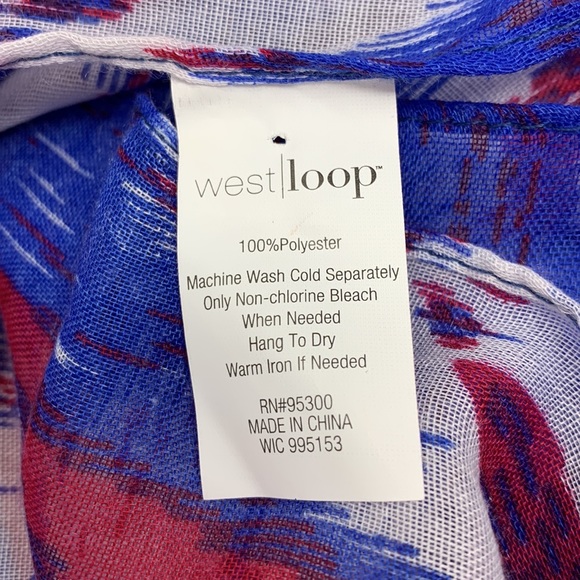 west|loop™
100%Polyester
Machine Wash Cold Separately
Only Non-chlorine Bleach
When Needed
Hang To Dry
Warm Iron If Needed
RN#95300
MADE IN CHINA
WIC 995153